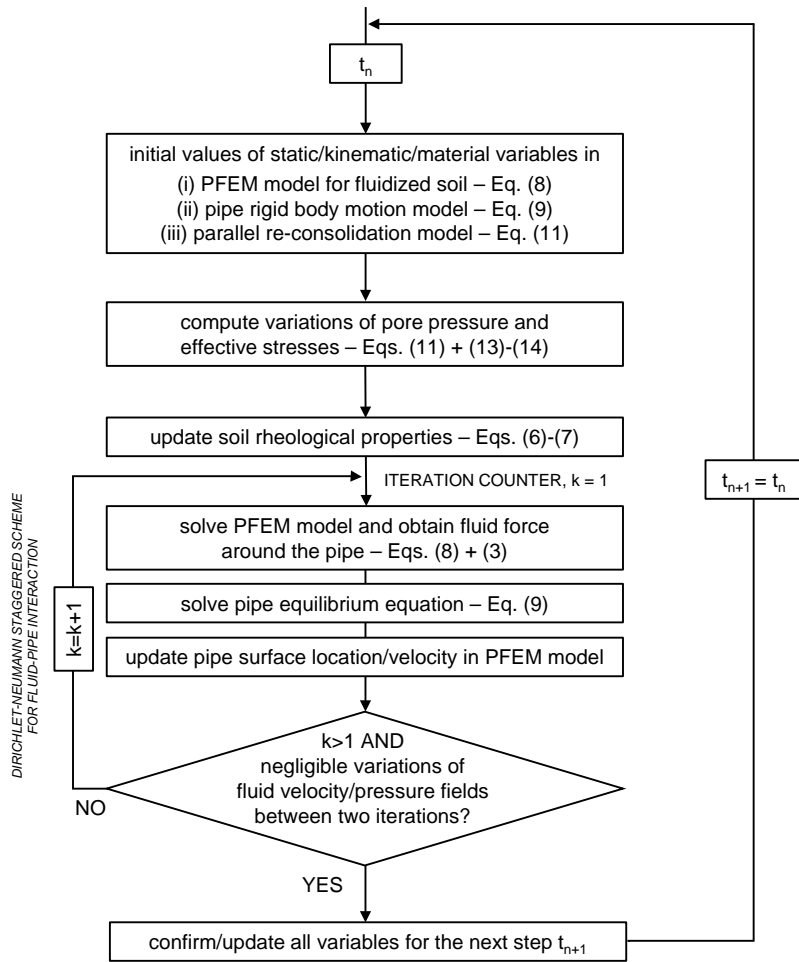 tₙ
initial values of static/kinematic/material variables in
(i) PFEM model for fluidized soil – Eq. (8)
(ii) pipe rigid body motion model – Eq. (9)
(iii) parallel re-consolidation model – Eq. (11)
compute variations of pore pressure and
effective stresses – Eqs. (11) + (13)-(14)
update soil rheological properties – Eqs. (6)-(7)
ITERATION COUNTER, k = 1
tₙ₊₁ = tₙ
solve PFEM model and obtain fluid force
around the pipe – Eqs. (8) + (3)
solve pipe equilibrium equation – Eq. (9)
update pipe surface location/velocity in PFEM model
DIRICHLET-NEUMANN STAGGERED SCHEME
FOR FLUID-PIPE INTERACTION
k=k+1
k>1 AND
negligible variations of
fluid velocity/pressure fields
between two iterations?
NO
YES
confirm/update all variables for the next step tₙ₊₁